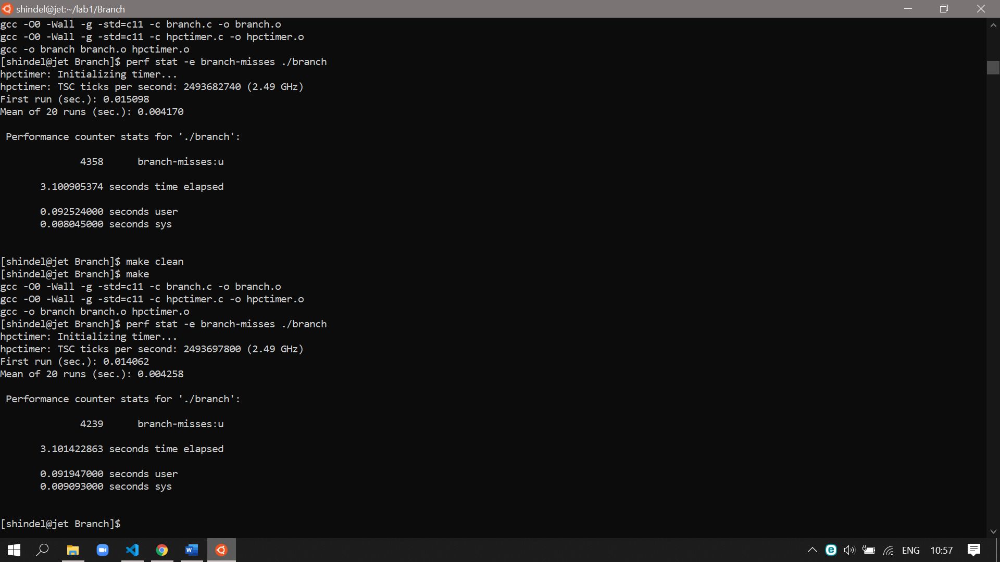 shindel@jet:~/lab1/Branch
gcc -O0 -Wall -g -std=c11 -c branch.c -o branch.o
gcc -O0 -Wall -g -std=c11 -c hpctimer.c -o hpctimer.o
gcc -o branch branch.o hpctimer.o
[shindel@jet Branch]$ perf stat -e branch-misses ./branch
hpctimer: Initializing timer...
hpctimer: TSC ticks per second: 2493682740 (2.49 GHz)
First run (sec.): 0.015098
Mean of 20 runs (sec.): 0.004170
Performance counter stats for './branch':
4358 branch-misses:u
3.100905374 seconds time elapsed
0.092524000 seconds user
0.008045000 seconds sys
[shindel@jet Branch]$ make clean
[shindel@jet Branch]$ make
gcc -O0 -Wall -g -std=c11 -c branch.c -o branch.o
gcc -O0 -Wall -g -std=c11 -c hpctimer.c -o hpctimer.o
gcc -o branch branch.o hpctimer.o
[shindel@jet Branch]$ perf stat -e branch-misses ./branch
hpctimer: Initializing timer...
hpctimer: TSC ticks per second: 2493697800 (2.49 GHz)
First run (sec.): 0.014062
Mean of 20 runs (sec.): 0.004258
Performance counter stats for './branch':
4239 branch-misses:u
3.101422863 seconds time elapsed
0.091947000 seconds user
0.009093000 seconds sys
[shindel@jet Branch]$
ENG 10:57